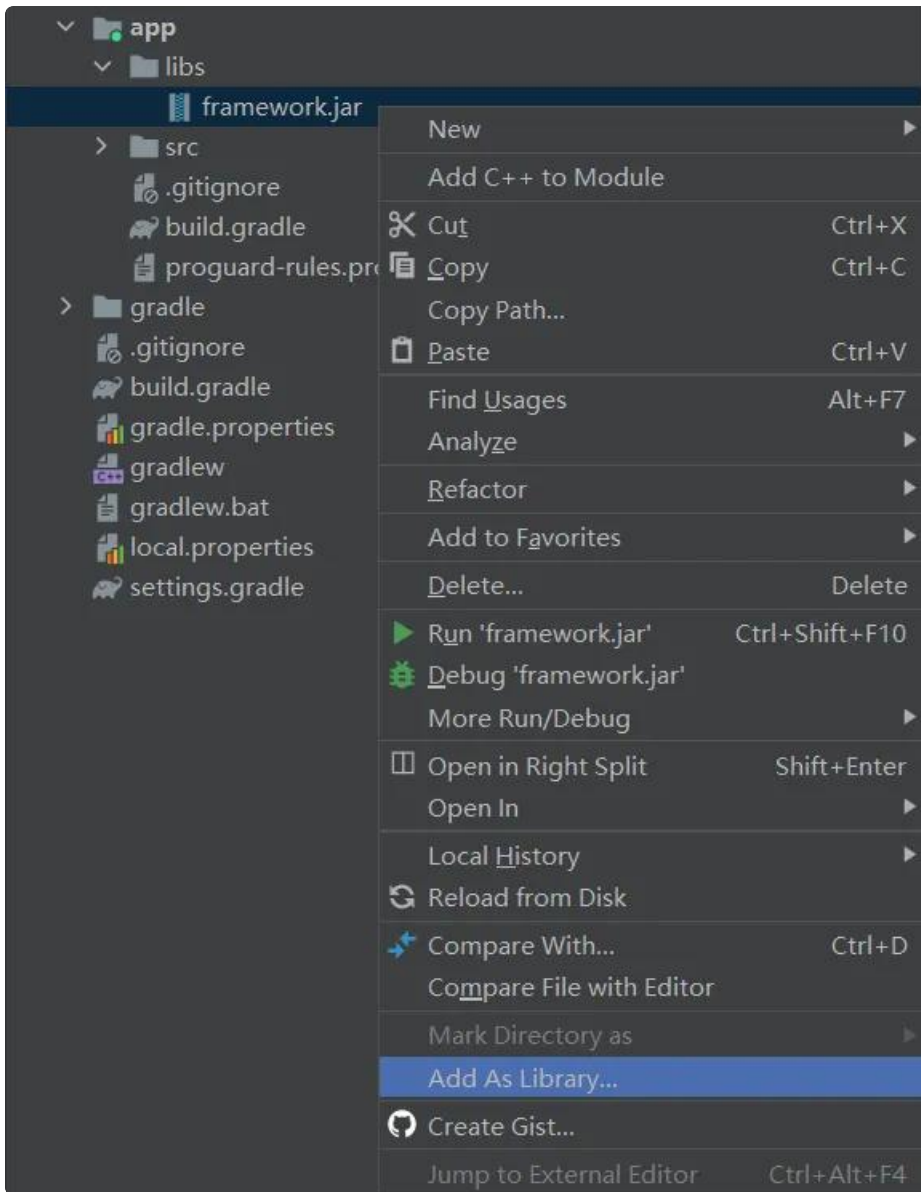 app
libs
framework.jar
src
.gitignore
build.gradle
proguard-rules.pro
gradle
.gitignore
build.gradle
gradle.properties
gradlew
gradlew.bat
local.properties
settings.gradle
New
Add C++ to Module
Cut Ctrl+X
Copy Ctrl+C
Copy Path...
Paste Ctrl+V
Find Usages Alt+F7
Analyze
Refactor
Add to Favorites
Delete... Delete
Run 'framework.jar' Ctrl+Shift+F10
Debug 'framework.jar'
More Run/Debug
Open in Right Split Shift+Enter
Open In
Local History
Reload from Disk
Compare With... Ctrl+D
Compare File with Editor
Mark Directory as
Add As Library...
Create Gist...
Jump to External Editor Ctrl+Alt+F4